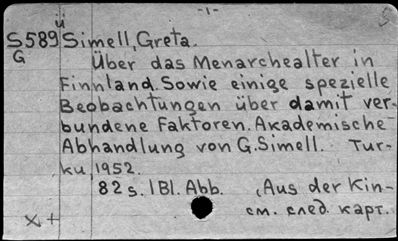 -1-
ü
S589 Simell, Greta.
G
Über das Menarchealter in
Finnland. Sowie einige spezielle
Beobachtungen über damit ver-
bundene Faktoren. Akademische
Abhandlung von G. Simell. Tur-
ku 1952.
82 s. 1 Bl. Abb. (Aus der Kin-
см. след. карт.
X+